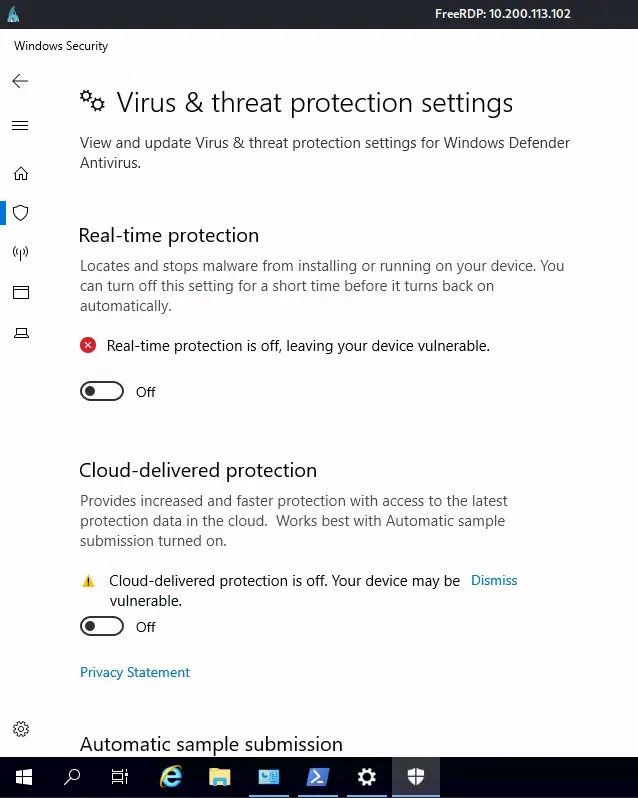 FreeRDP: 10.200.113.102
Windows Security
Virus & threat protection settings
View and update Virus & threat protection settings for Windows Defender
Antivirus.
Real-time protection
Locates and stops malware from installing or running on your device. You
can turn off this setting for a short time before it turns back on
automatically.
Real-time protection is off, leaving your device vulnerable.
Off
Cloud-delivered protection
Provides increased and faster protection with access to the latest
protection data in the cloud. Works best with Automatic sample
submission turned on.
Cloud-delivered protection is off. Your device may be Dismiss
vulnerable.
Off
Privacy Statement
Automatic sample submission